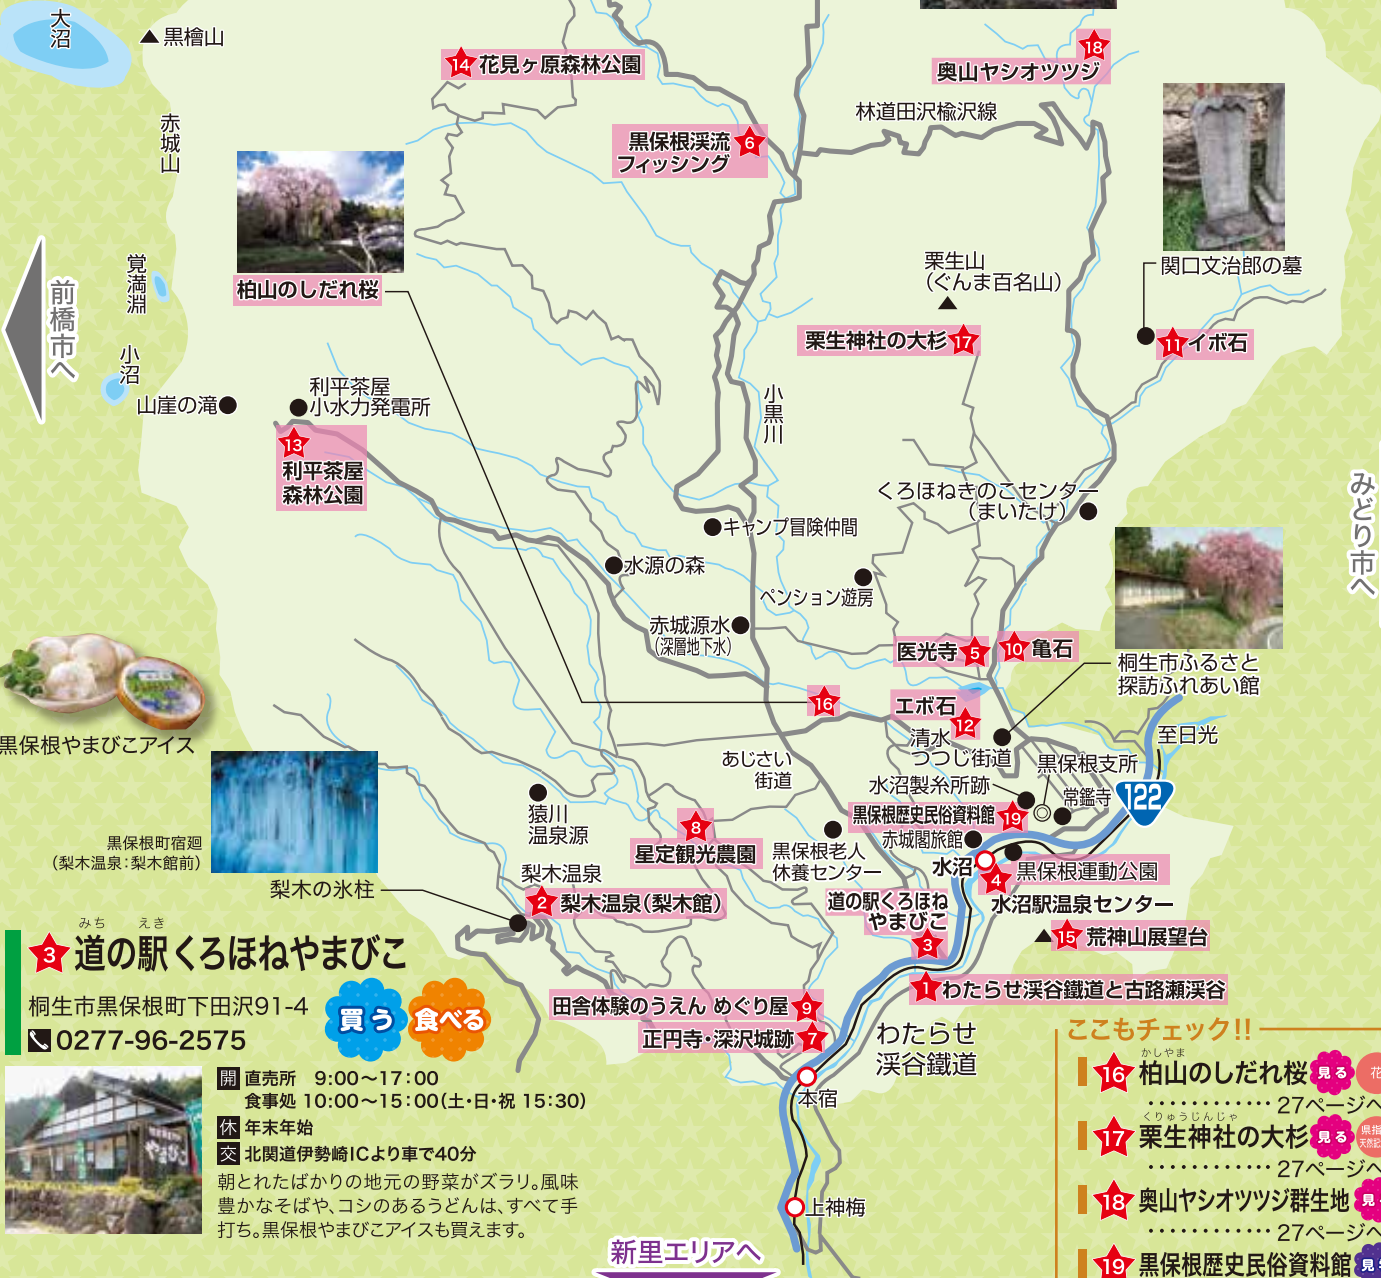 大沼
▲黒檜山
14 花見ヶ原森林公園
18
奥山ヤシオツツジ
林道田沢楡沢線
赤城山
黒保根渓流
フィッシング
6
柏山のしだれ桜
覚満淵
前橋市へ
小沼
山崖の滝
利平茶屋
小水力発電所
13
利平茶屋
森林公園
栗生山
(ぐんま百名山)
栗生神社の大杉 17
関口文治郎の墓
11 イボ石
小黒川
くろほねきのこセンター
(まいたけ)
みどり市へ
キャンプ冒険仲間
水源の森
ペンション遊房
赤城源水
(深層地下水)
医光寺 5
10 亀石
桐生市ふるさと
探訪ふれあい館
16
エボ石
12
清水
つつじ街道
至日光
122
黒保根支所
水沼製糸所跡
常鑑寺
あじさい
街道
黒保根歴史民俗資料館 19
赤城閣旅館
水沼
4
黒保根運動公園
水沼駅温泉センター
黒保根やまびこアイス
黒保根町宿廻
(梨木温泉:梨木館前)
梨木の氷柱
猿川
温泉源
8
星定観光農園
黒保根老人
休養センター
梨木温泉
2 梨木温泉(梨木館)
道の駅くろほね
やまびこ
3
▲15 荒神山展望台
1 わたらせ渓谷鐵道と古路瀬渓谷
田舎体験のうえん めぐり屋 9
正円寺・深沢城跡 7
わたらせ
渓谷鐵道
本宿
上神梅
新里エリアへ
みち えき
3 道の駅くろほねやまびこ
桐生市黒保根町下田沢91-4
0277-96-2575
買う 食べる
開 直売所 9:00〜17:00
食事処 10:00〜15:00(土・日・祝 15:30)
休 年末年始
交 北関道伊勢崎ICより車で40分
朝とれたばかりの地元の野菜がズラリ。風味
豊かなそばや、コシのあるうどんは、すべて手
打ち。黒保根やまびこアイスも買えます。
ここもチェック!!
かしやま
16 柏山のしだれ桜 見る 花
············ 27ページへ
くりゅうじんじゃ
17 栗生神社の大杉 見る 県指
天然記
············ 27ページへ
18 奥山ヤシオツツジ群生地 見
············ 27ページへ
19 黒保根歴史民俗資料館 見